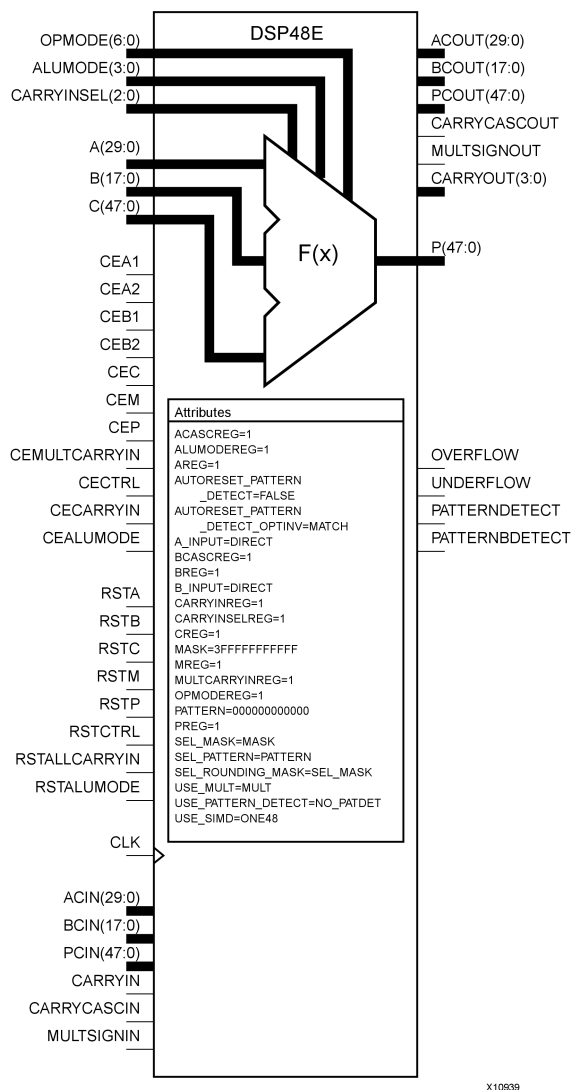 DSP48E
OPMODE(6:0)
ALUMODE(3:0)
CARRYINSEL(2:0)
A(29:0)
B(17:0)
C(47:0)
CEA1
CEA2
CEB1
CEB2
CEC
CEM
CEP
CEMULTCARRYIN
CECTRL
CECARRYIN
CEALUMODE
RSTA
RSTB
RSTC
RSTM
RSTP
RSTCTRL
RSTALLCARRYIN
RSTALUMODE
CLK
ACIN(29:0)
BCIN(17:0)
PCIN(47:0)
CARRYIN
CARRYCASCIN
MULTSIGNIN
F(x)
Attributes
ACASCREG=1
ALUMODEREG=1
AREG=1
AUTORESET_PATTERN
_DETECT=FALSE
AUTORESET_PATTERN
_DETECT_OPTINV=MATCH
A_INPUT=DIRECT
BCASCREG=1
BREG=1
B_INPUT=DIRECT
CARRYINREG=1
CARRYINSELREG=1
CREG=1
MASK=3FFFFFFFFFFF
MREG=1
MULTCARRYINREG=1
OPMODEREG=1
PATTERN=000000000000
PREG=1
SEL_MASK=MASK
SEL_PATTERN=PATTERN
SEL_ROUNDING_MASK=SEL_MASK
USE_MULT=MULT
USE_PATTERN_DETECT=NO_PATDET
USE_SIMD=ONE48
ACOUT(29:0)
BCOUT(17:0)
PCOUT(47:0)
CARRYCASCOUT
MULTSIGNOUT
CARRYOUT(3:0)
P(47:0)
OVERFLOW
UNDERFLOW
PATTERNDETECT
PATTERNBDETECT
X10939